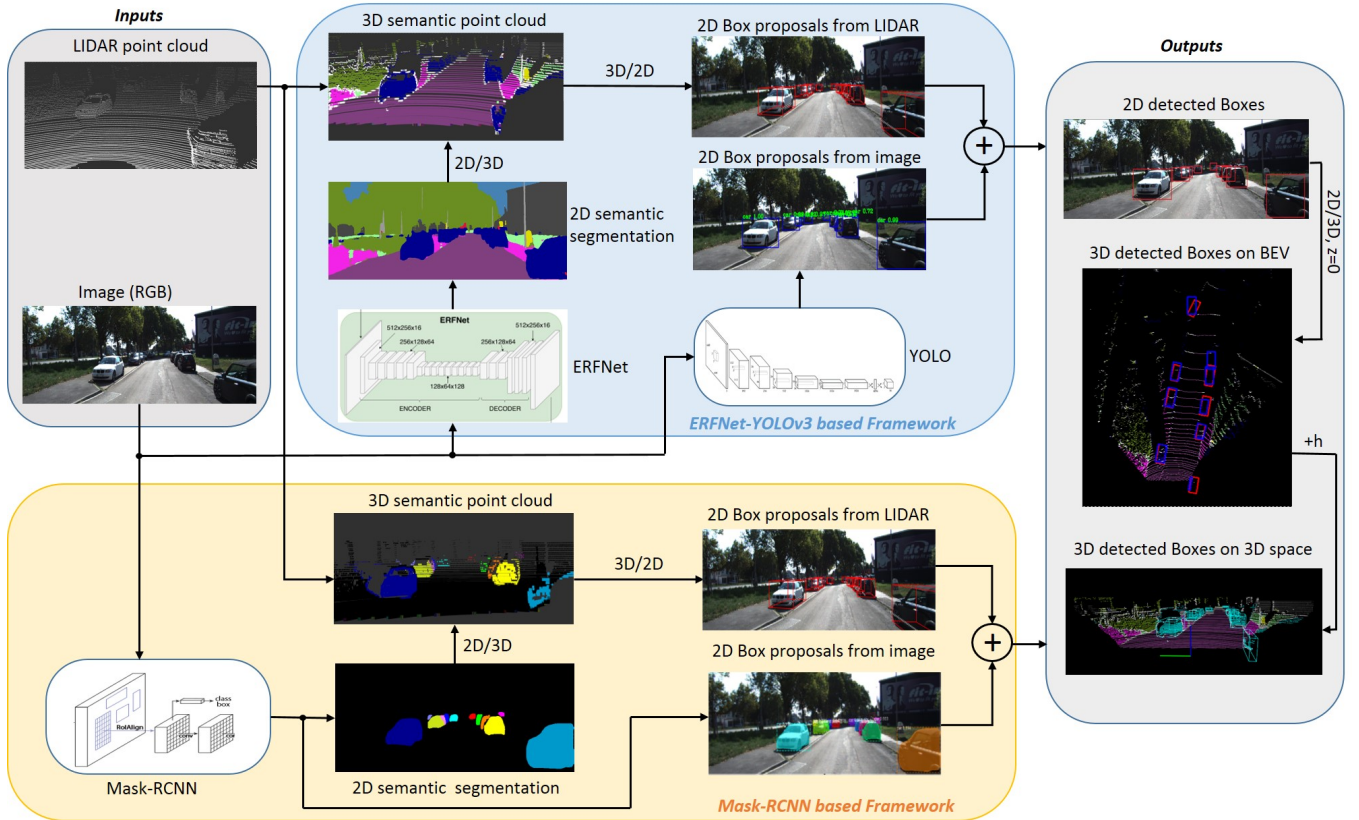 Inputs
LIDAR point cloud
Image (RGB)
3D semantic point cloud
3D/2D
2D Box proposals from LIDAR
2D/3D
2D semantic
segmentation
2D Box proposals from image
ERFNet
512x256x16
512x256x16
256x128x64
256x128x64
128x64x128
ENCODER
DECODER
ERFNet
YOLO
ERFNet-YOLOv3 based Framework
+
3D semantic point cloud
3D/2D
2D Box proposals from LIDAR
2D/3D
2D Box proposals from image
RoIAlign
class
box
conv
Mask-RCNN
2D semantic segmentation
Mask-RCNN based Framework
+
Outputs
2D detected Boxes
2D/3D, z=0
3D detected Boxes on BEV
+h
3D detected Boxes on 3D space